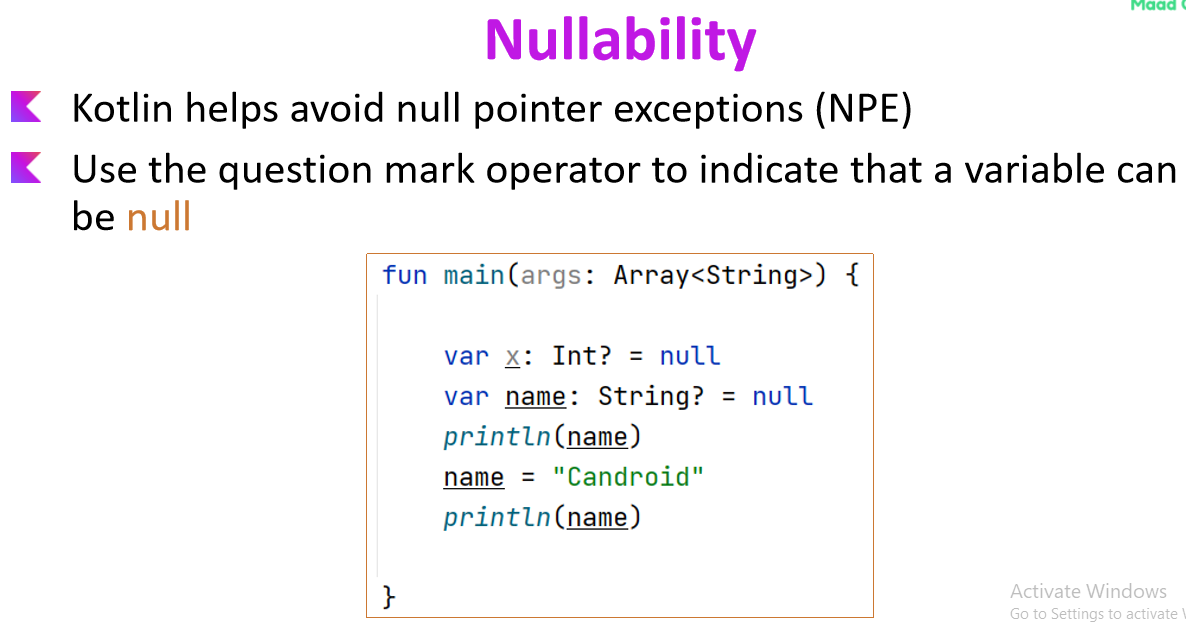 Maad
Nullability
Kotlin helps avoid null pointer exceptions (NPE)
Use the question mark operator to indicate that a variable can
be null
fun main(args: Array<String>) {
var x: Int? = null
var name: String? = null
println(name)
name = "Candroid"
println(name)
}
Activate Windows
Go to Settings to activate